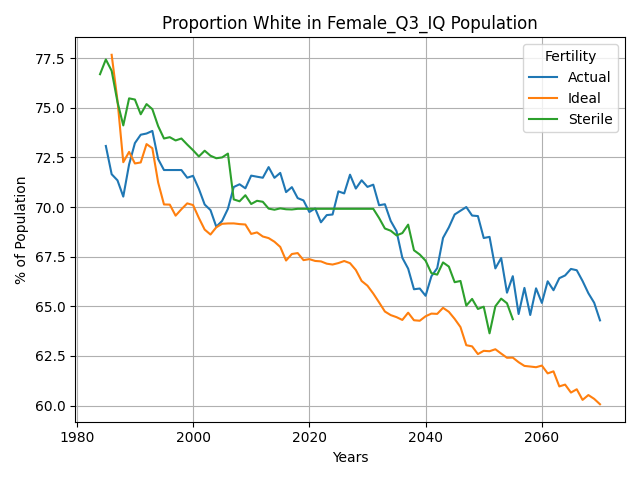 Proportion White in Female_Q3_IQ Population
Fertility
Actual
Ideal
Sterile
% of Population
77.5
75.0
72.5
70.0
67.5
65.0
62.5
60.0
1980
2000
2020
2040
2060
Years